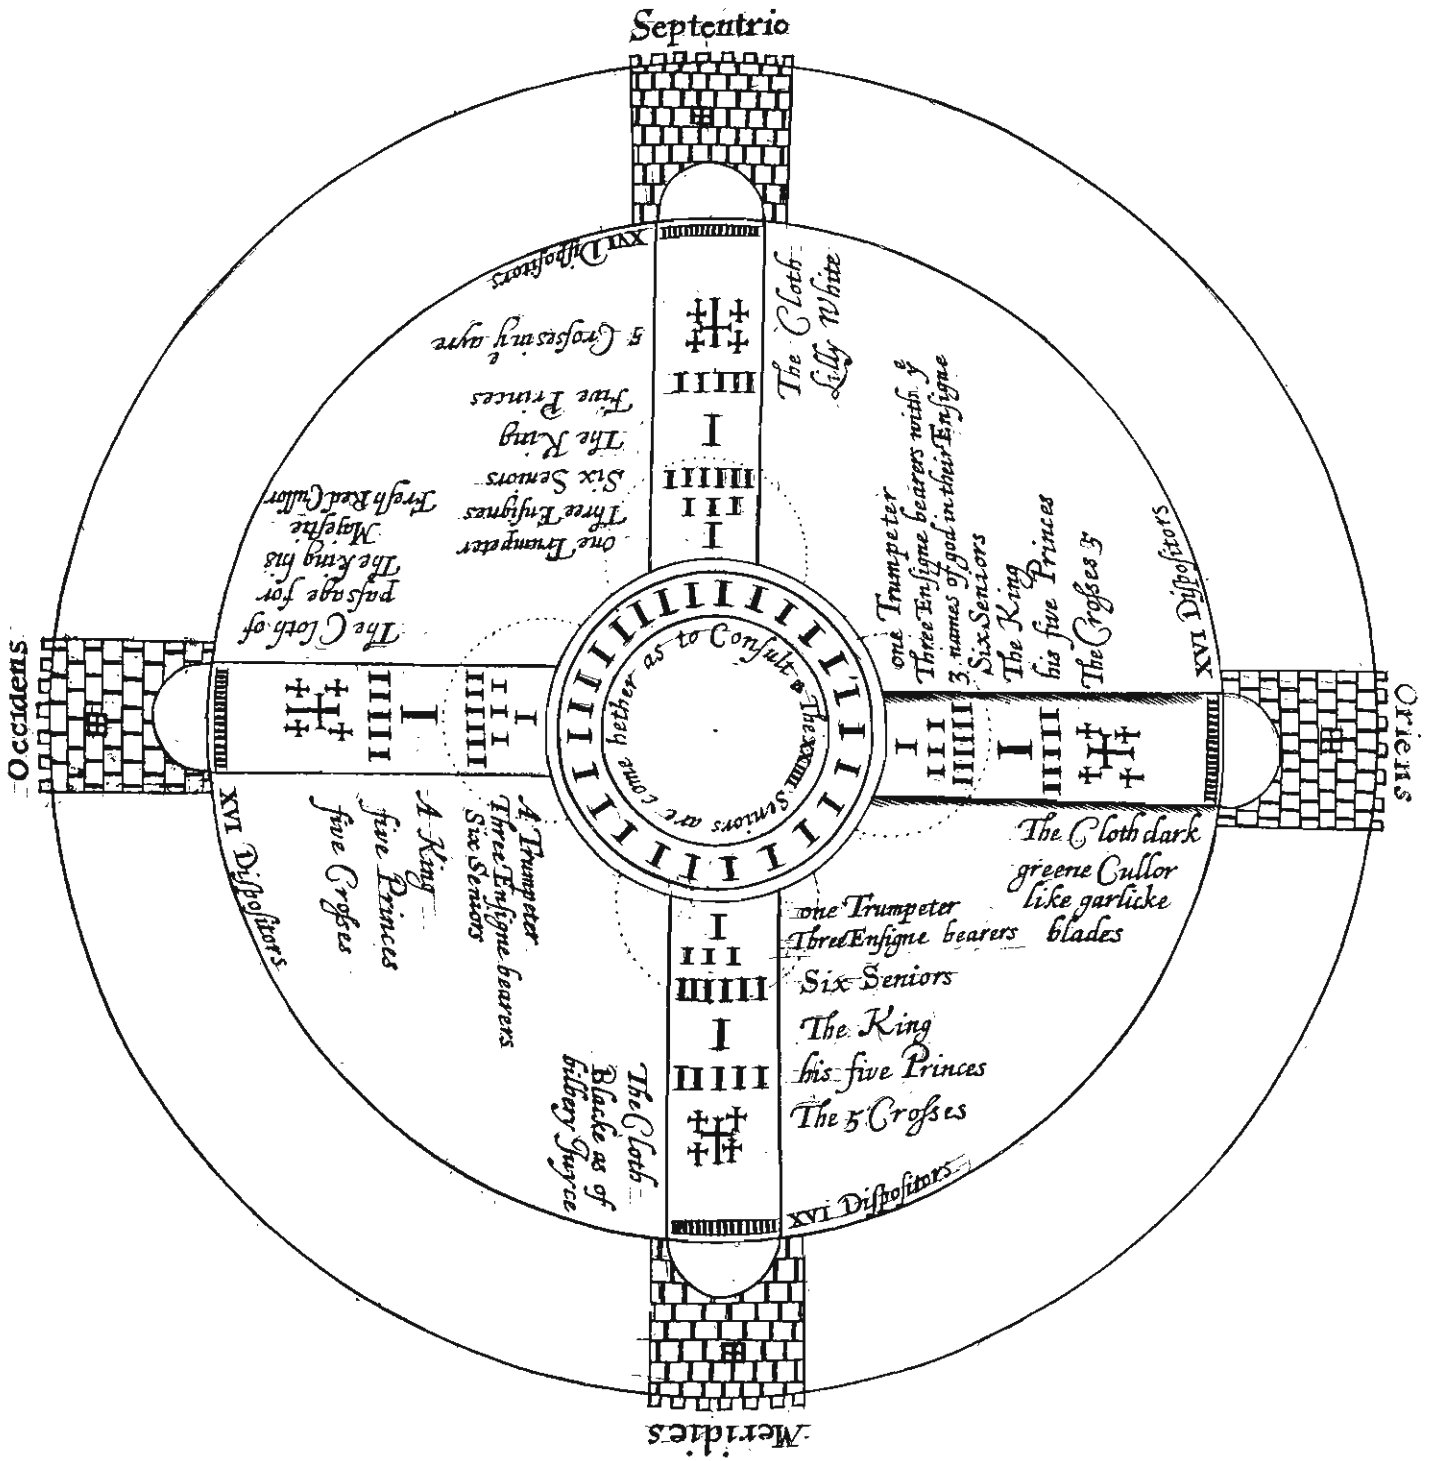 Septentrio
XVI Diſpoſitors
5 Croſses in yͤ ayre
Five Princes
The King
Six Seniors
Three Enſignes
one Trumpeter
The Cloth
Lilly White
Oriens
one Trumpeter
Three Enſigne bearers with yͤ
3 names of god in their Enſigne
Six Seniors
The King
his five Princes
The Croſses 5
XVI Diſpoſitors
The Cloth dark
greene Cullor
like garlicke
blades
Meridies
one Trumpeter
Three Enſigne bearers
Six Seniors
The King
his five Princes
The 5 Croſses
XVI Diſpoſitors
The Cloth
Blacke as of
bilbery Juyce
Occidens
A Trumpeter
Three Enſigne bearers
Six Seniors
A King
five Princes
five Croſses
XVI Diſpoſitors
The Cloth of
paſsage for
The king his
Majeſtie
Freſh Red Cullor
The XXIIII Seniors are come hether as to Conſult